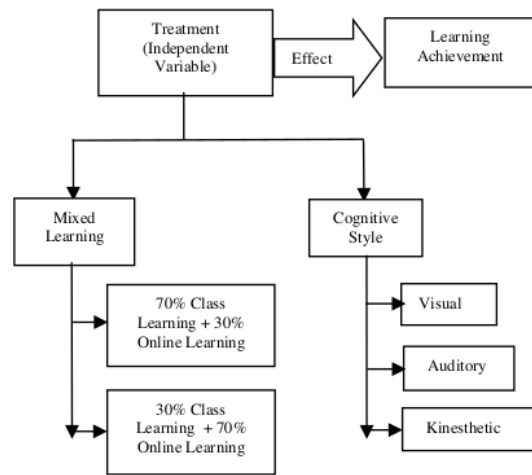 Treatment
(Independent
Variable)
Effect
Learning
Achievement
Mixed
Learning
Cognitive
Style
70% Class
Learning + 30%
Online Learning
30% Class
Learning + 70%
Online Learning
Visual
Auditory
Kinesthetic